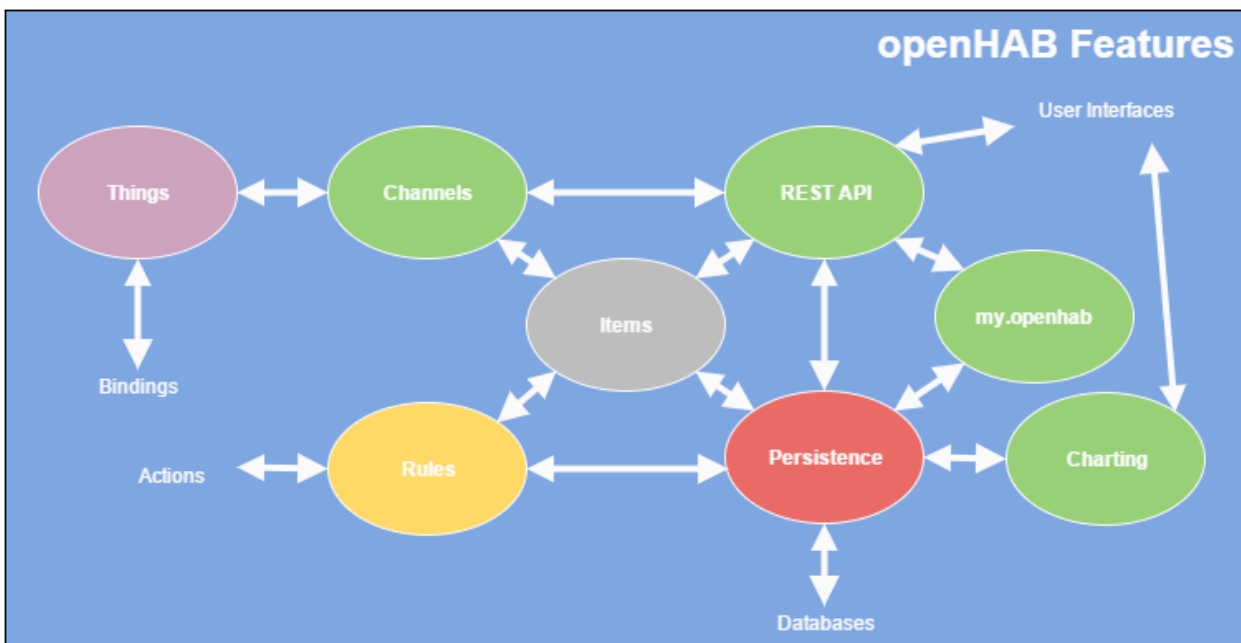 openHAB Features
User Interfaces
Things
Channels
REST API
Items
my.openhab
Bindings
Actions
Rules
Persistence
Charting
Databases